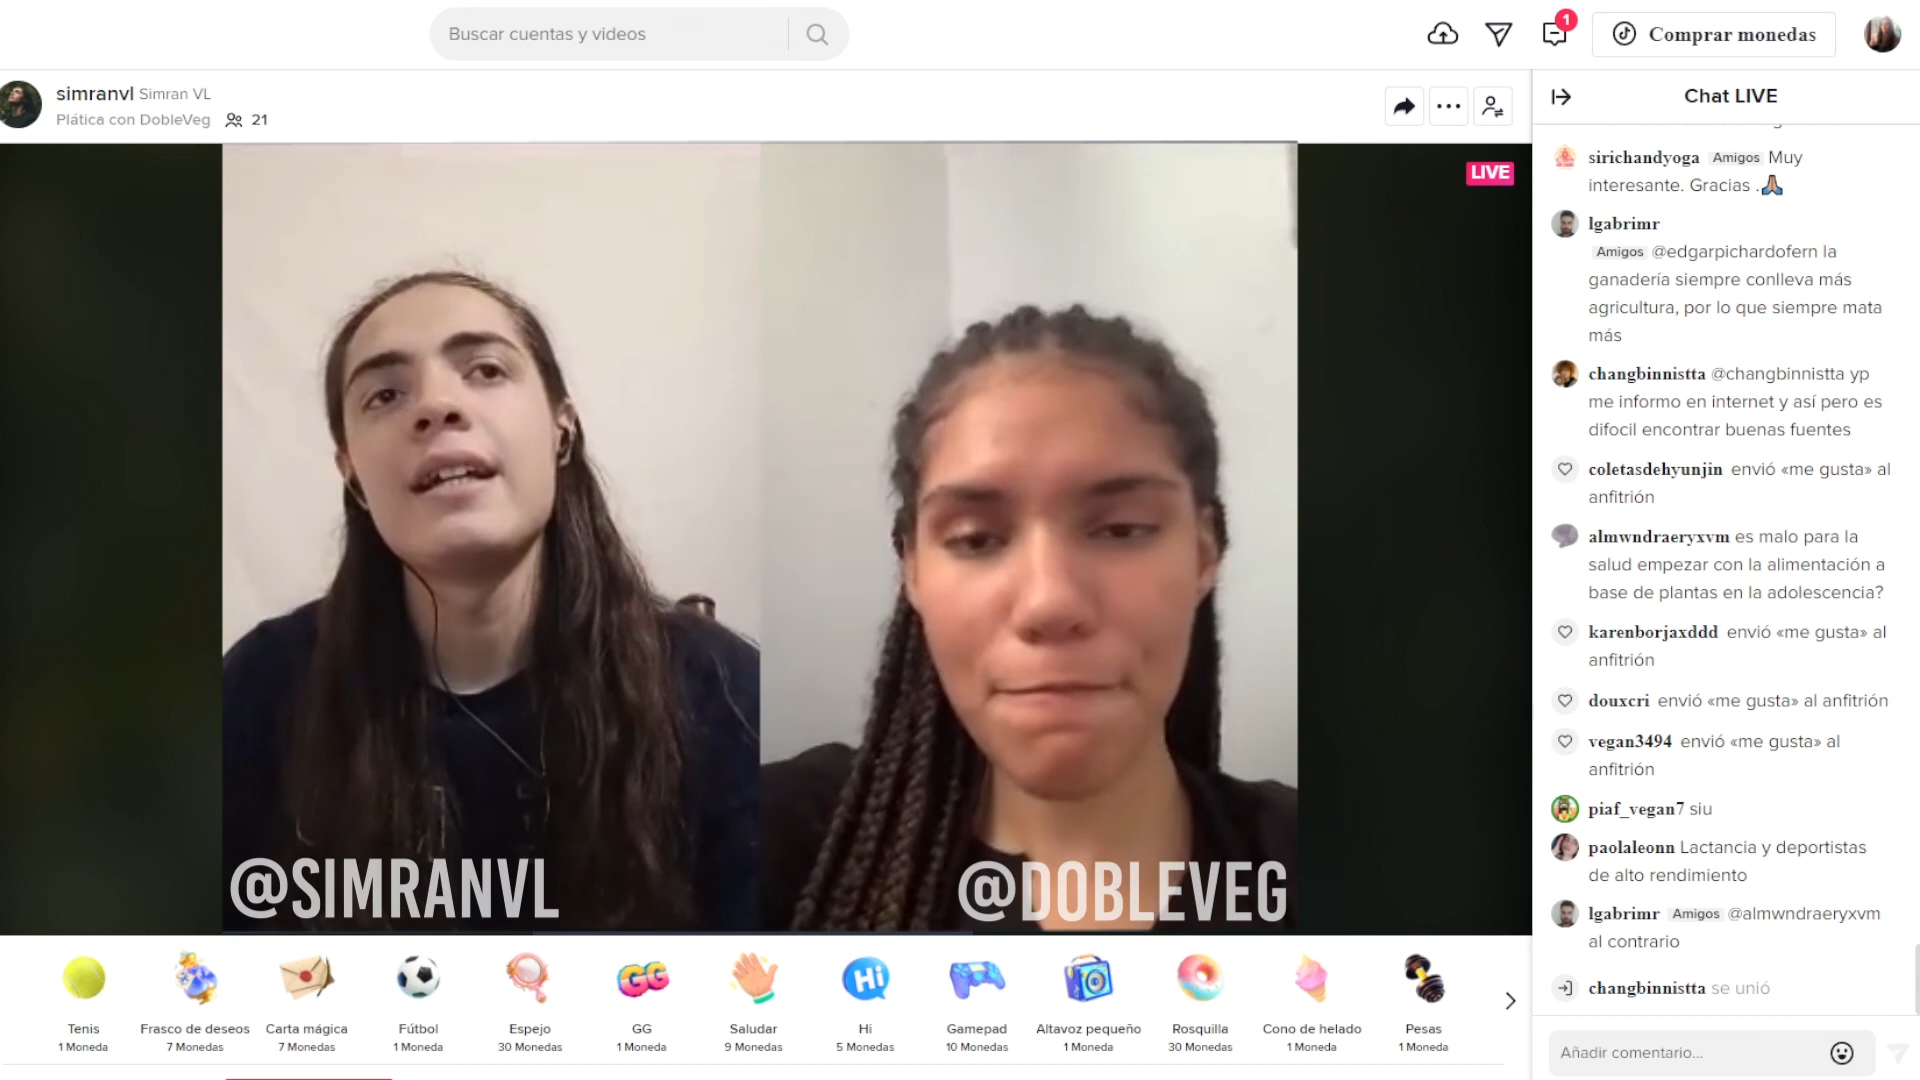 Buscar cuentas y videos
1
Comprar monedas
simranvl Simran VL
Plática con DobleVeg 21
LIVE
@SIMRANVL
@DOBLEVEG
GG
Hi
Tenis
1 Moneda
Frasco de deseos
7 Monedas
Carta mágica
7 Monedas
Fútbol
1 Moneda
Espejo
30 Monedas
GG
1 Moneda
Saludar
9 Monedas
Hi
5 Monedas
Gamepad
10 Monedas
Altavoz pequeño
1 Moneda
Rosquilla
30 Monedas
Cono de helado
1 Moneda
Pesas
1 Moneda
Chat LIVE
sirichandyoga Amigos Muy
interesante. Gracias .🙏🏽
lgabrimr
Amigos @edgarpichardofern la
ganadería siempre conlleva más
agricultura, por lo que siempre mata
más
changbinnistta @changbinnistta yp
me informo en internet y así pero es
difocil encontrar buenas fuentes
coletasdehyunjin envió «me gusta» al
anfitrión
almwndraeryxvm es malo para la
salud empezar con la alimentación a
base de plantas en la adolescencia?
karenborjaxddd envió «me gusta» al
anfitrión
douxcri envió «me gusta» al anfitrión
vegan3494 envió «me gusta» al
anfitrión
piaf_vegan7 siu
paolaleonn Lactancia y deportistas
de alto rendimiento
lgabrimr Amigos @almwndraeryxvm
al contrario
changbinnistta se unió
Añadir comentario...